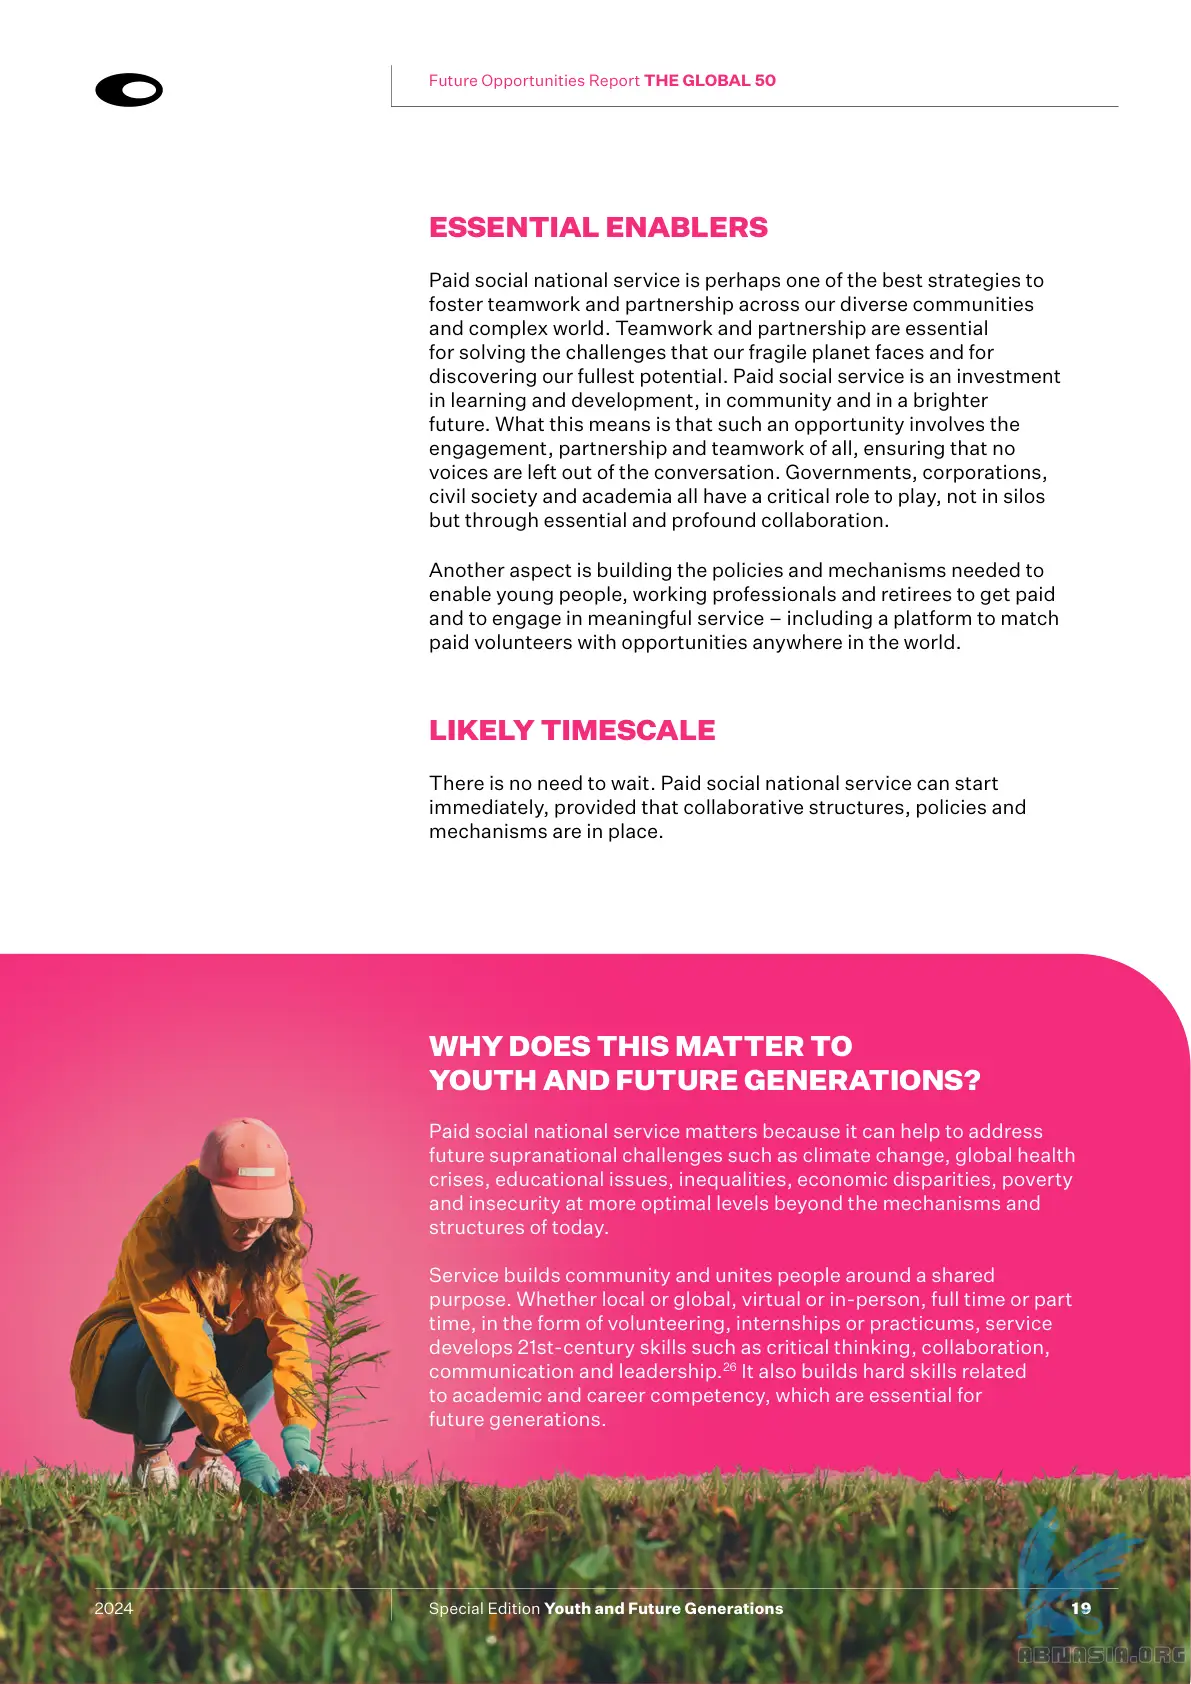 Future Opportunities Report THE GLOBAL 50
ESSENTIAL ENABLERS
Paid social national service is perhaps one of the best strategies to
foster teamwork and partnership across our diverse communities
and complex world. Teamwork and partnership are essential
for solving the challenges that our fragile planet faces and for
discovering our fullest potential. Paid social service is an investment
in learning and development, in community and in a brighter
future. What this means is that such an opportunity involves the
engagement, partnership and teamwork of all, ensuring that no
voices are left out of the conversation. Governments, corporations,
civil society and academia all have a critical role to play, not in silos
but through essential and profound collaboration.
Another aspect is building the policies and mechanisms needed to
enable young people, working professionals and retirees to get paid
and to engage in meaningful service – including a platform to match
paid volunteers with opportunities anywhere in the world.
LIKELY TIMESCALE
There is no need to wait. Paid social national service can start
immediately, provided that collaborative structures, policies and
mechanisms are in place.
WHY DOES THIS MATTER TO
YOUTH AND FUTURE GENERATIONS?
Paid social national service matters because it can help to address
future supranational challenges such as climate change, global health
crises, educational issues, inequalities, economic disparities, poverty
and insecurity at more optimal levels beyond the mechanisms and
structures of today.
Service builds community and unites people around a shared
purpose. Whether local or global, virtual or in-person, full time or part
time, in the form of volunteering, internships or practicums, service
develops 21st-century skills such as critical thinking, collaboration,
communication and leadership.26 It also builds hard skills related
to academic and career competency, which are essential for
future generations.
2024
Special Edition Youth and Future Generations
19
ABNASIA.ORG